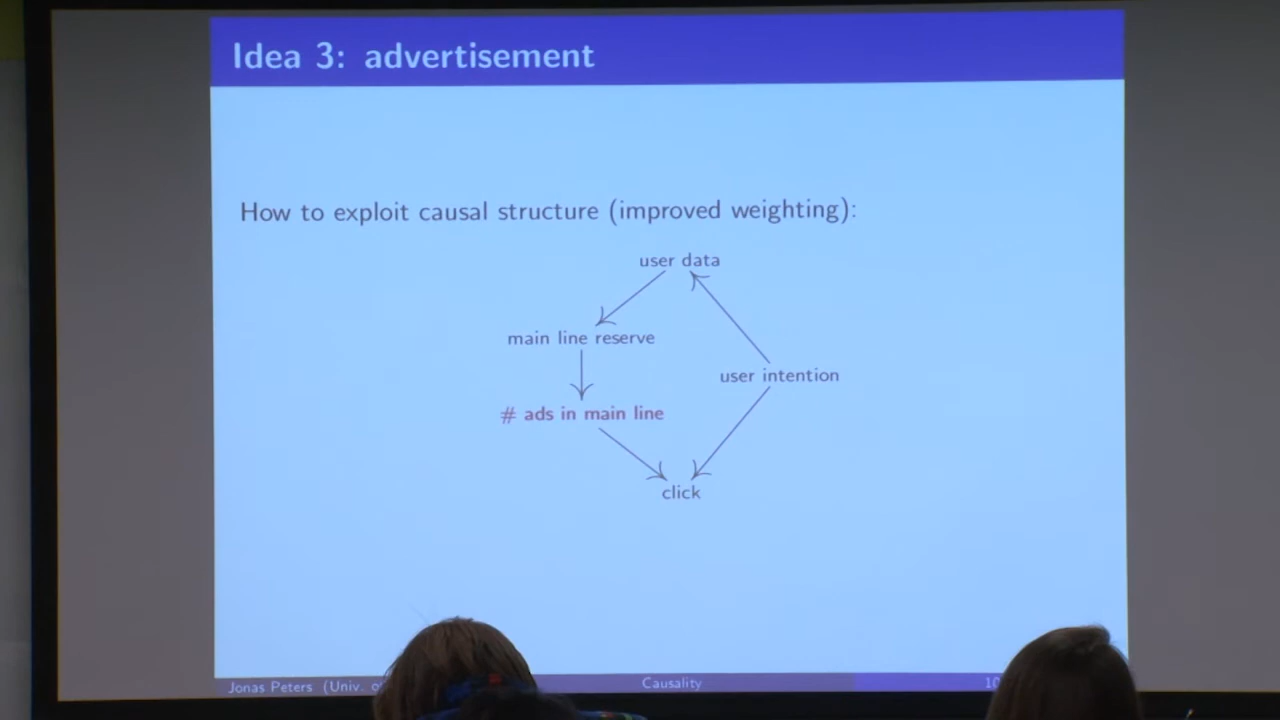 Idea 3: advertisement
How to exploit causal structure (improved weighting):
user data
main line reserve
user intention
# ads in main line
click
Jonas Peters (Univ.
Causality